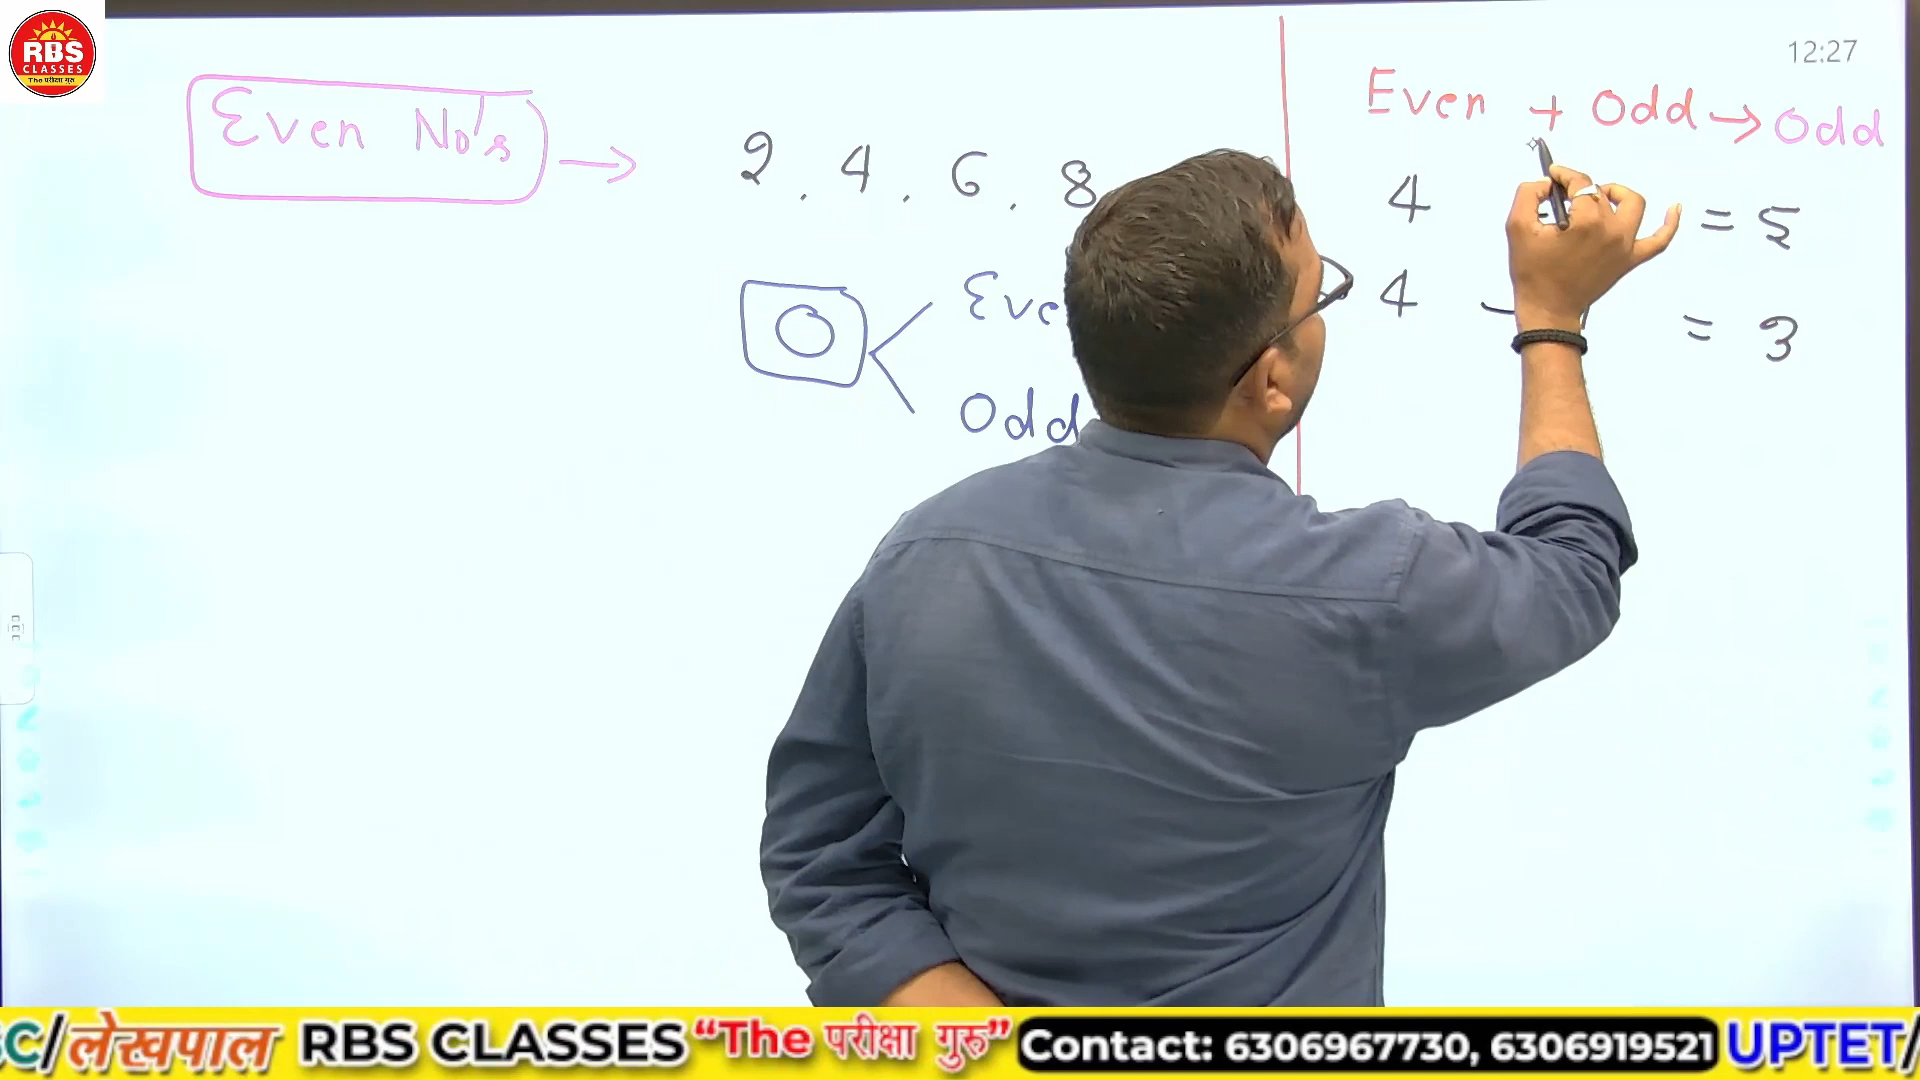 RBS
CLASSES
The परीक्षा गुरु
12:27
Even No's → 2, 4, 6, 8
0
Eve
Odd
Even + Odd → Odd
4 = 5
4 - = 3
/लेखपाल RBS CLASSES "The परीक्षा गुरु" Contact: 6306967730, 6306919521 UPTET/